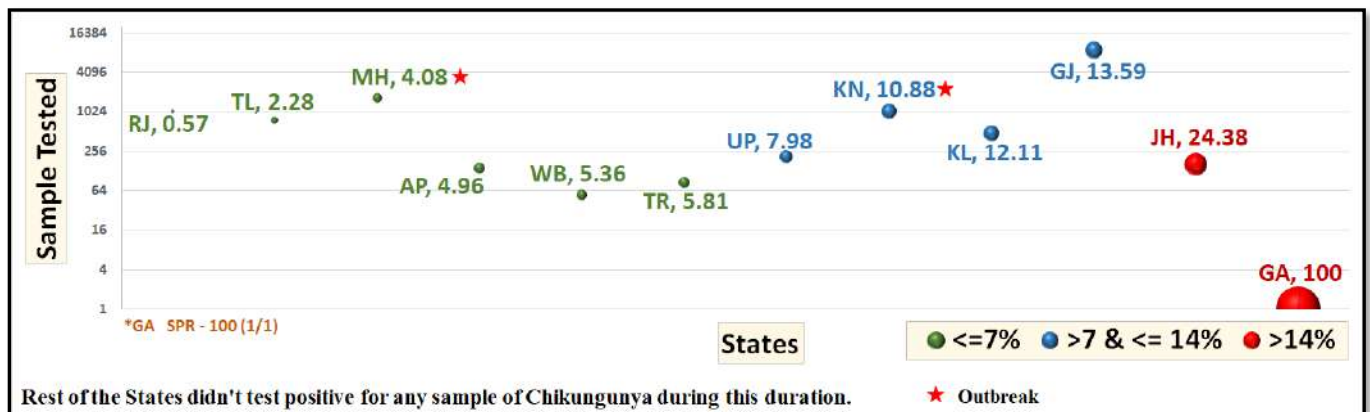 16384
4096
1024
256
64
16
4
1
Sample Tested
RJ, 0.57
TL, 2.28
MH, 4.08
AP, 4.96
WB, 5.36
TR, 5.81
UP, 7.98
KN, 10.88
KL, 12.11
GJ, 13.59
JH, 24.38
GA, 100
*GA SPR - 100 (1/1)
States
<=7% >7 & <= 14% >14%
Rest of the States didn't test positive for any sample of Chikungunya during this duration.
Outbreak